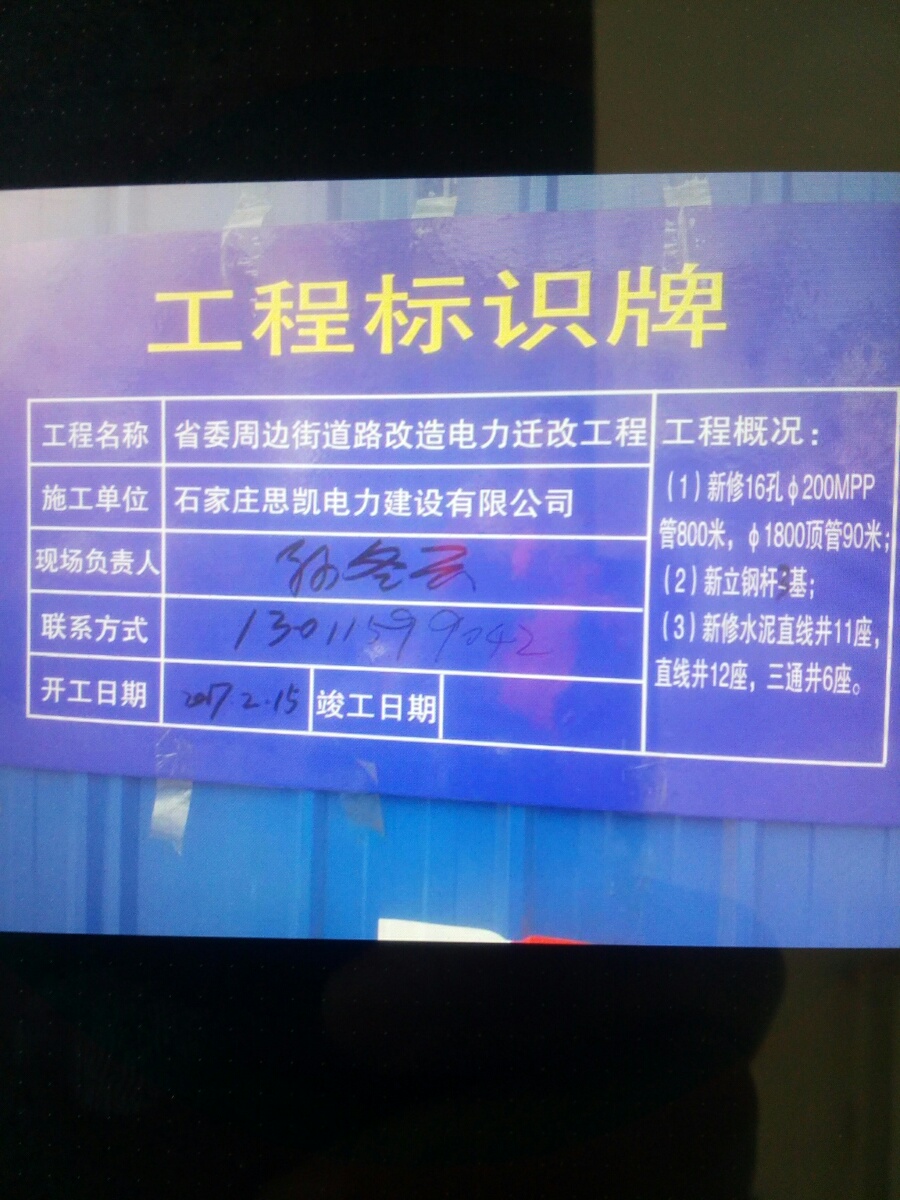 工程标识牌
工程名称 省委周边街道路改造电力迁改工程
施工单位 石家庄思凯电力建设有限公司
现场负责人
联系方式 13011599042
开工日期 2017.2.15 竣工日期
工程概况：
（1）新修16孔φ200MPP
管800米，φ1800顶管90米；
（2）新立钢杆3基；
（3）新修水泥直线井11座，
直线井12座，三通井6座。